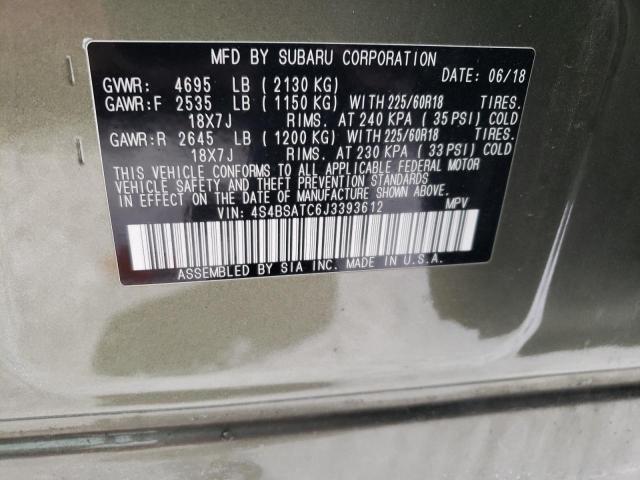 MFD BY SUBARU CORPORATION
GVWR: 4695 LB ( 2130 KG) DATE: 06/18
GAWR:F 2535 LB ( 1150 KG) WITH 225/60R18 TIRES.
18X7J RIMS. AT 240 KPA ( 35 PSI) COLD
GAWR:R 2645 LB ( 1200 KG) WITH 225/60R18 TIRES.
18X7J RIMS. AT 230 KPA ( 33 PSI) COLD
THIS VEHICLE CONFORMS TO ALL APPLICABLE FEDERAL MOTOR
VEHICLE SAFETY AND THEFT PREVENTION STANDARDS
IN EFFECT ON THE DATE OF MANUFACTURE SHOWN ABOVE.
VIN: 4S4BSATC6J3393612 MPV
ASSEMBLED BY SIA INC. MADE IN U.S.A.